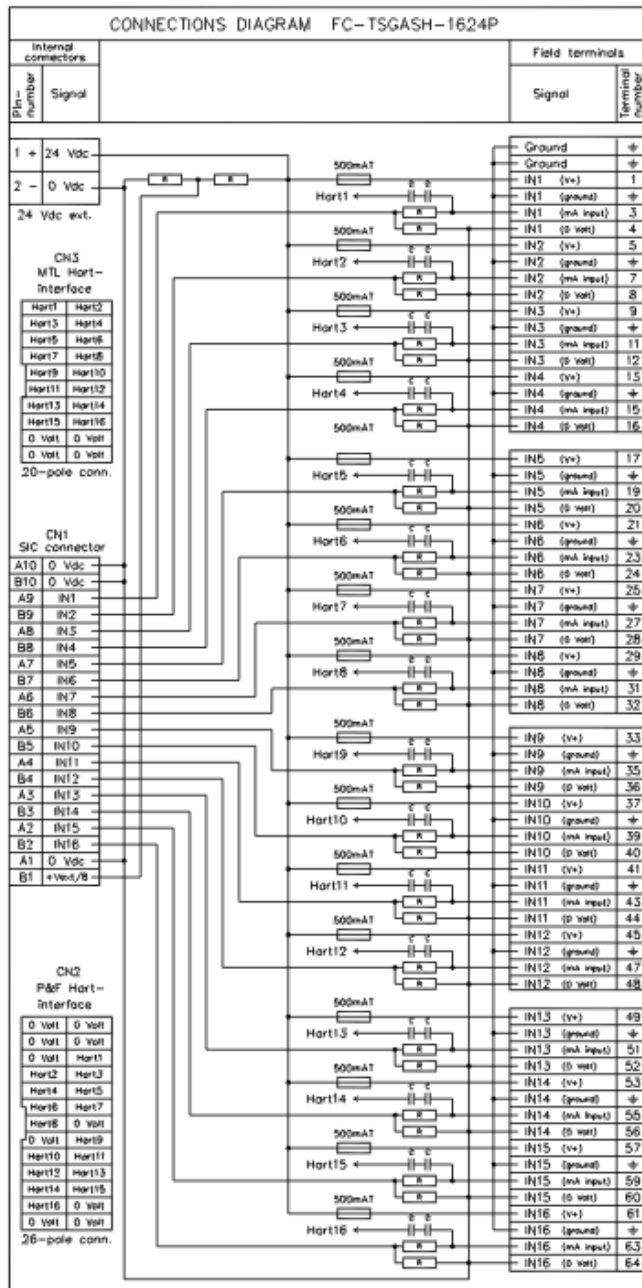 CONNECTIONS DIAGRAM FC-TSGASH-1624P
Internal connectors
Field terminals
Pin-number
Signal
Signal
Terminal number
1 + 24 Vdc
2 - 0 Vdc
24 Vdc ext.
CN3
MTL Hart-
Interface
Hart1 Hart2
Hart3 Hart4
Hart5 Hart6
Hart7 Hart8
Hart9 Hart10
Hart11 Hart12
Hart13 Hart14
Hart15 Hart16
0 Volt 0 Volt
0 Volt 0 Volt
20-pole conn.
CN1
SIC connector
A10 0 Vdc
B10 0 Vdc
A9 IN1
B9 IN2
A8 IN3
B8 IN4
A7 IN5
B7 IN6
A6 IN7
B6 IN8
A5 IN9
B5 IN10
A4 IN11
B4 IN12
A3 IN13
B3 IN14
A2 IN15
B2 IN16
A1 0 Vdc
B1 +Vext/8
CN2
P&F Hart-
interface
0 Volt 0 Volt
0 Volt 0 Volt
0 Volt Hart1
Hart2 Hart3
Hart4 Hart5
Hart6 Hart7
Hart8 0 Volt
0 Volt Hart9
Hart10 Hart11
Hart12 Hart13
Hart14 Hart15
Hart16 0 Volt
0 Volt 0 Volt
26-pole conn.
R R
500mAT
Hart1
500mAT
Hart2
500mAT
Hart3
500mAT
Hart4
500mAT
Hart5
500mAT
Hart6
500mAT
Hart7
500mAT
Hart8
500mAT
Hart9
500mAT
Hart10
500mAT
Hart11
500mAT
Hart12
500mAT
Hart13
500mAT
Hart14
500mAT
Hart15
500mAT
Hart16
Ground
Ground
IN1 (V+) 1
IN1 (ground)
IN1 (mA input) 3
IN1 (0 Volt) 4
IN2 (V+) 5
IN2 (ground)
IN2 (mA input) 7
IN2 (0 Volt) 8
IN3 (V+) 9
IN3 (ground)
IN3 (mA input) 11
IN3 (0 Volt) 12
IN4 (V+) 13
IN4 (ground)
IN4 (mA input) 15
IN4 (0 Volt) 16
IN5 (V+) 17
IN5 (ground)
IN5 (mA input) 19
IN5 (0 Volt) 20
IN6 (V+) 21
IN6 (ground)
IN6 (mA input) 23
IN6 (0 Volt) 24
IN7 (V+) 25
IN7 (ground)
IN7 (mA input) 27
IN7 (0 Volt) 28
IN8 (V+) 29
IN8 (ground)
IN8 (mA input) 31
IN8 (0 Volt) 32
IN9 (V+) 33
IN9 (ground)
IN9 (mA input) 35
IN9 (0 Volt) 36
IN10 (V+) 37
IN10 (ground)
IN10 (mA input) 39
IN10 (0 Volt) 40
IN11 (V+) 41
IN11 (ground)
IN11 (mA input) 43
IN11 (0 Volt) 44
IN12 (V+) 45
IN12 (ground)
IN12 (mA input) 47
IN12 (0 Volt) 48
IN13 (V+) 49
IN13 (ground)
IN13 (mA input) 51
IN13 (0 Volt) 52
IN14 (V+) 53
IN14 (ground)
IN14 (mA input) 55
IN14 (0 Volt) 56
IN15 (V+) 57
IN15 (ground)
IN15 (mA input) 59
IN15 (0 Volt) 60
IN16 (V+) 61
IN16 (ground)
IN16 (mA input) 63
IN16 (0 Volt) 64